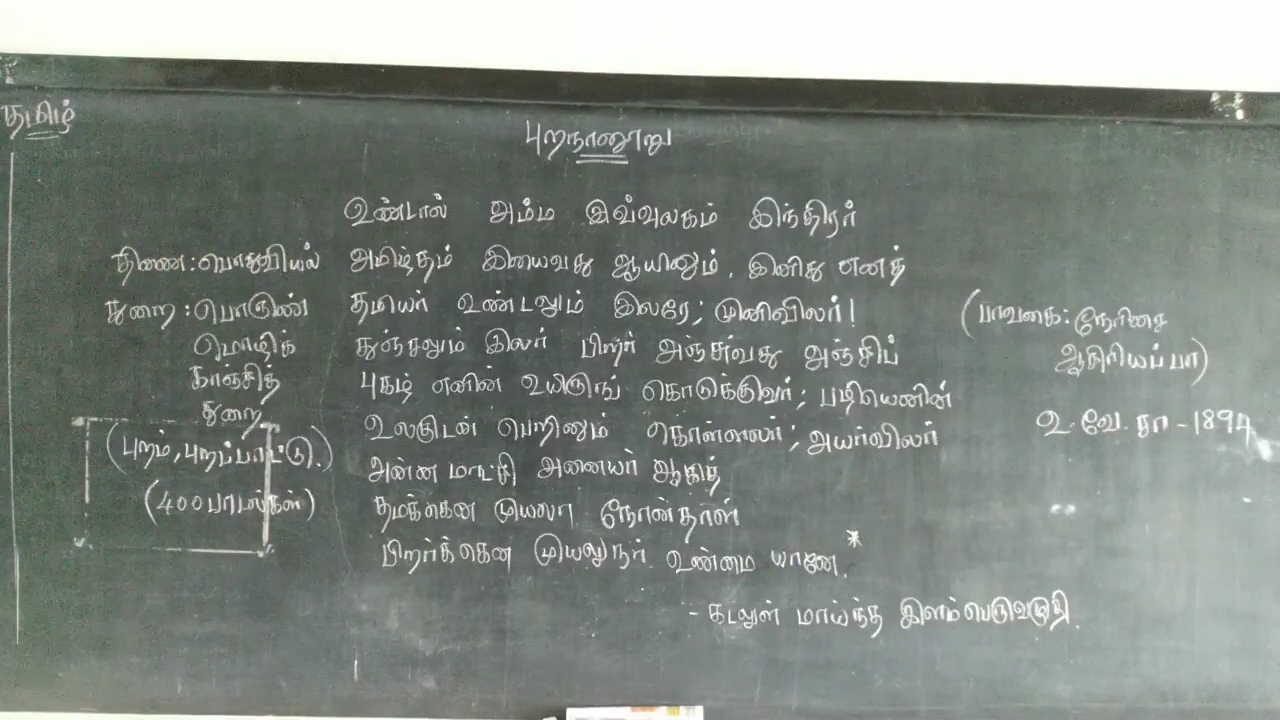 தமிழ்
புறநானூறு
உண்டால் அம்ம இவ்வுலகம் இந்திரர்
திணை : பொதுவியல் அமிழ்தம் இயைவது ஆயினும், இனிது எனத்
துறை : பொருண் தமியர் உண்டலும் இலரே; முனிவிலர்!
மொழிக் துஞ்சலும் இலர் பிறர் அஞ்சுவது அஞ்சிப்
காஞ்சித் புகழ் எனின் உயிருங் கொடுக்குவர்; பழியெனின்
துறை உலகுடன் பெறினும் கொள்ளலர்; அயர்விலர்
(புறம், புறப்பாட்டு.) அன்ன மாட்சி அனையர் ஆகித்
(400 பாடல்கள்) தமக்கென முயலா நோன்தாள்
பிறர்க்கென முயலுநர் உண்மை யானே.*
- கடலுள் மாய்ந்த இளம்பெருவழுதி.
(பாவகை : நேரிசை
ஆசிரியப்பா)
உ.வே.சா - 1894